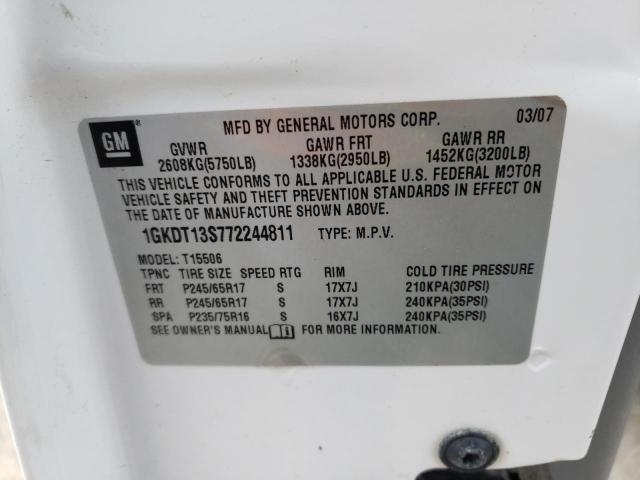 MFD BY GENERAL MOTORS CORP. 03/07
GM
GVWR GAWR FRT GAWR RR
2608KG(5750LB) 1338KG(2950LB) 1452KG(3200LB)
THIS VEHICLE CONFORMS TO ALL APPLICABLE U.S. FEDERAL MOTOR
VEHICLE SAFETY AND THEFT PREVENTION STANDARDS IN EFFECT ON
THE DATE OF MANUFACTURE SHOWN ABOVE.
1GKDT13S772244811 TYPE: M.P.V.
MODEL: T15506
TPNC TIRE SIZE SPEED RTG RIM COLD TIRE PRESSURE
FRT P245/65R17 S 17X7J 210KPA(30PSI)
RR P245/65R17 S 17X7J 240KPA(35PSI)
SPA P235/75R16 S 16X7J 240KPA(35PSI)
SEE OWNER'S MANUAL FOR MORE INFORMATION.